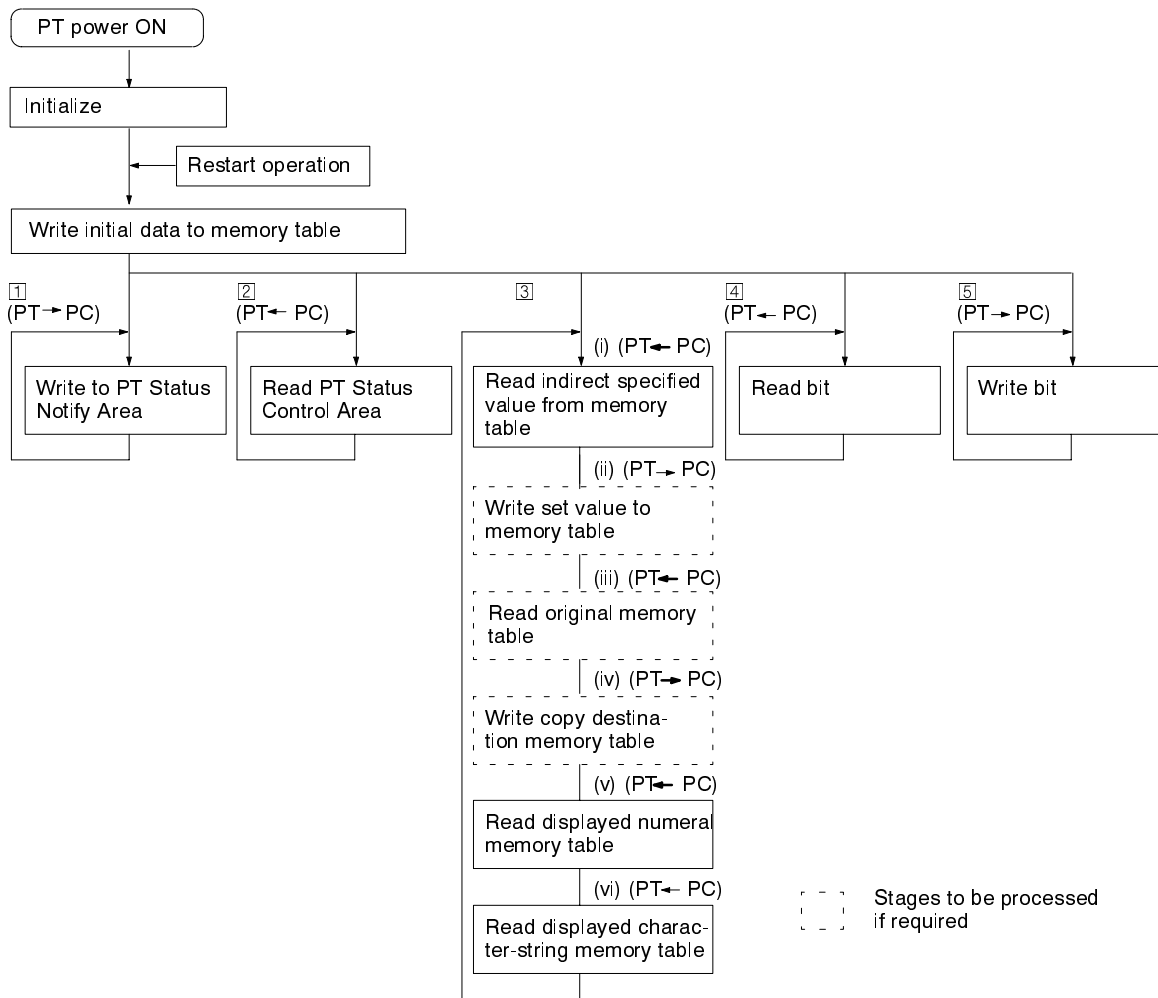 PT power ON
Initialize
Restart operation
Write initial data to memory table
1
(PT→ PC)
Write to PT Status
Notify Area
2
(PT← PC)
Read PT Status
Control Area
3
(i) (PT← PC)
Read indirect specified
value from memory
table
(ii) (PT→ PC)
Write set value to
memory table
(iii) (PT← PC)
Read original memory
table
(iv) (PT→ PC)
Write copy destina-
tion memory table
(v) (PT← PC)
Read displayed numeral
memory table
(vi) (PT← PC)
Read displayed charac-
ter-string memory table
4
(PT← PC)
Read bit
5
(PT→ PC)
Write bit
Stages to be processed
if required